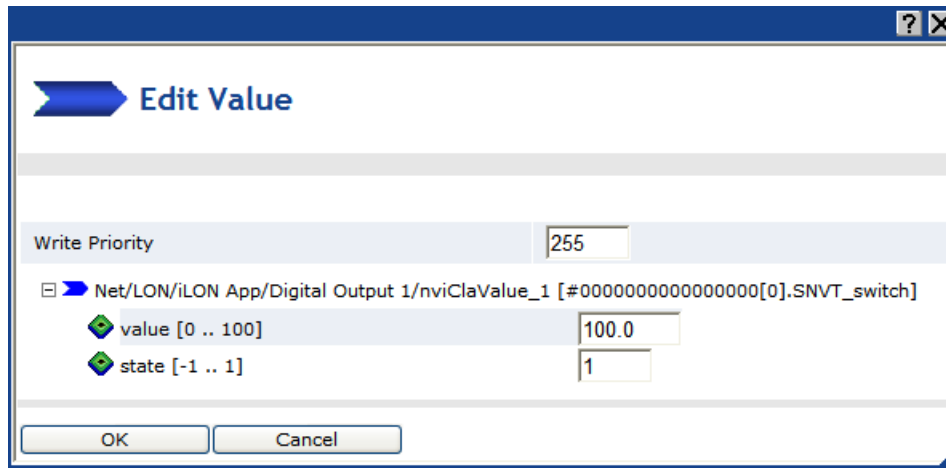 ?
Edit Value
Write Priority 255
Net/LON/iLON App/Digital Output 1/nviClaValue_1 [#0000000000000000[0].SNVT_switch]
value [0 .. 100] 100.0
state [-1 .. 1] 1
OK Cancel